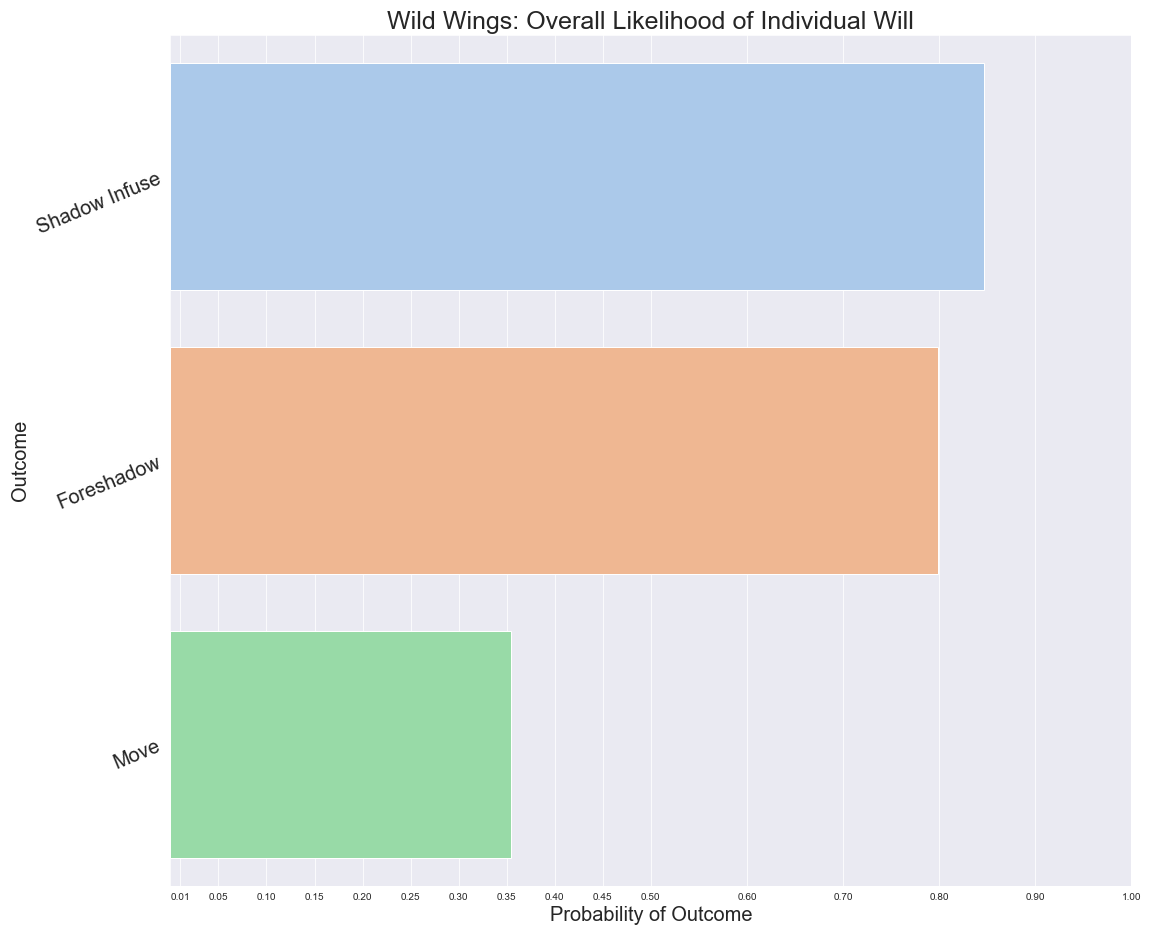 Wild Wings: Overall Likelihood of Individual Will
Outcome
Shadow Infuse
Foreshadow
Move
0.01 0.05 0.10 0.15 0.20 0.25 0.30 0.35 0.40 0.45 0.50 0.60 0.70 0.80 0.90 1.00
Probability of Outcome